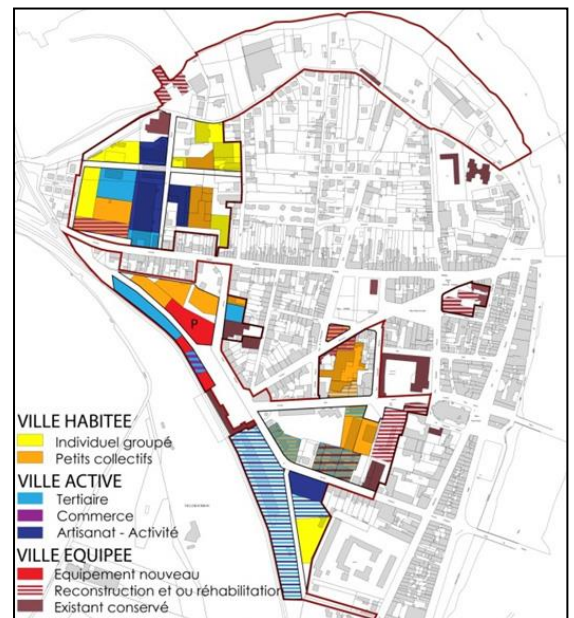 P
VILLE HABITEE
Individuel groupé
Petits collectifs
VILLE ACTIVE
Tertiaire
Commerce
Artisanat - Activité
VILLE EQUIPEE
Equipement nouveau
Reconstruction et ou réhabilitation
Existant conservé